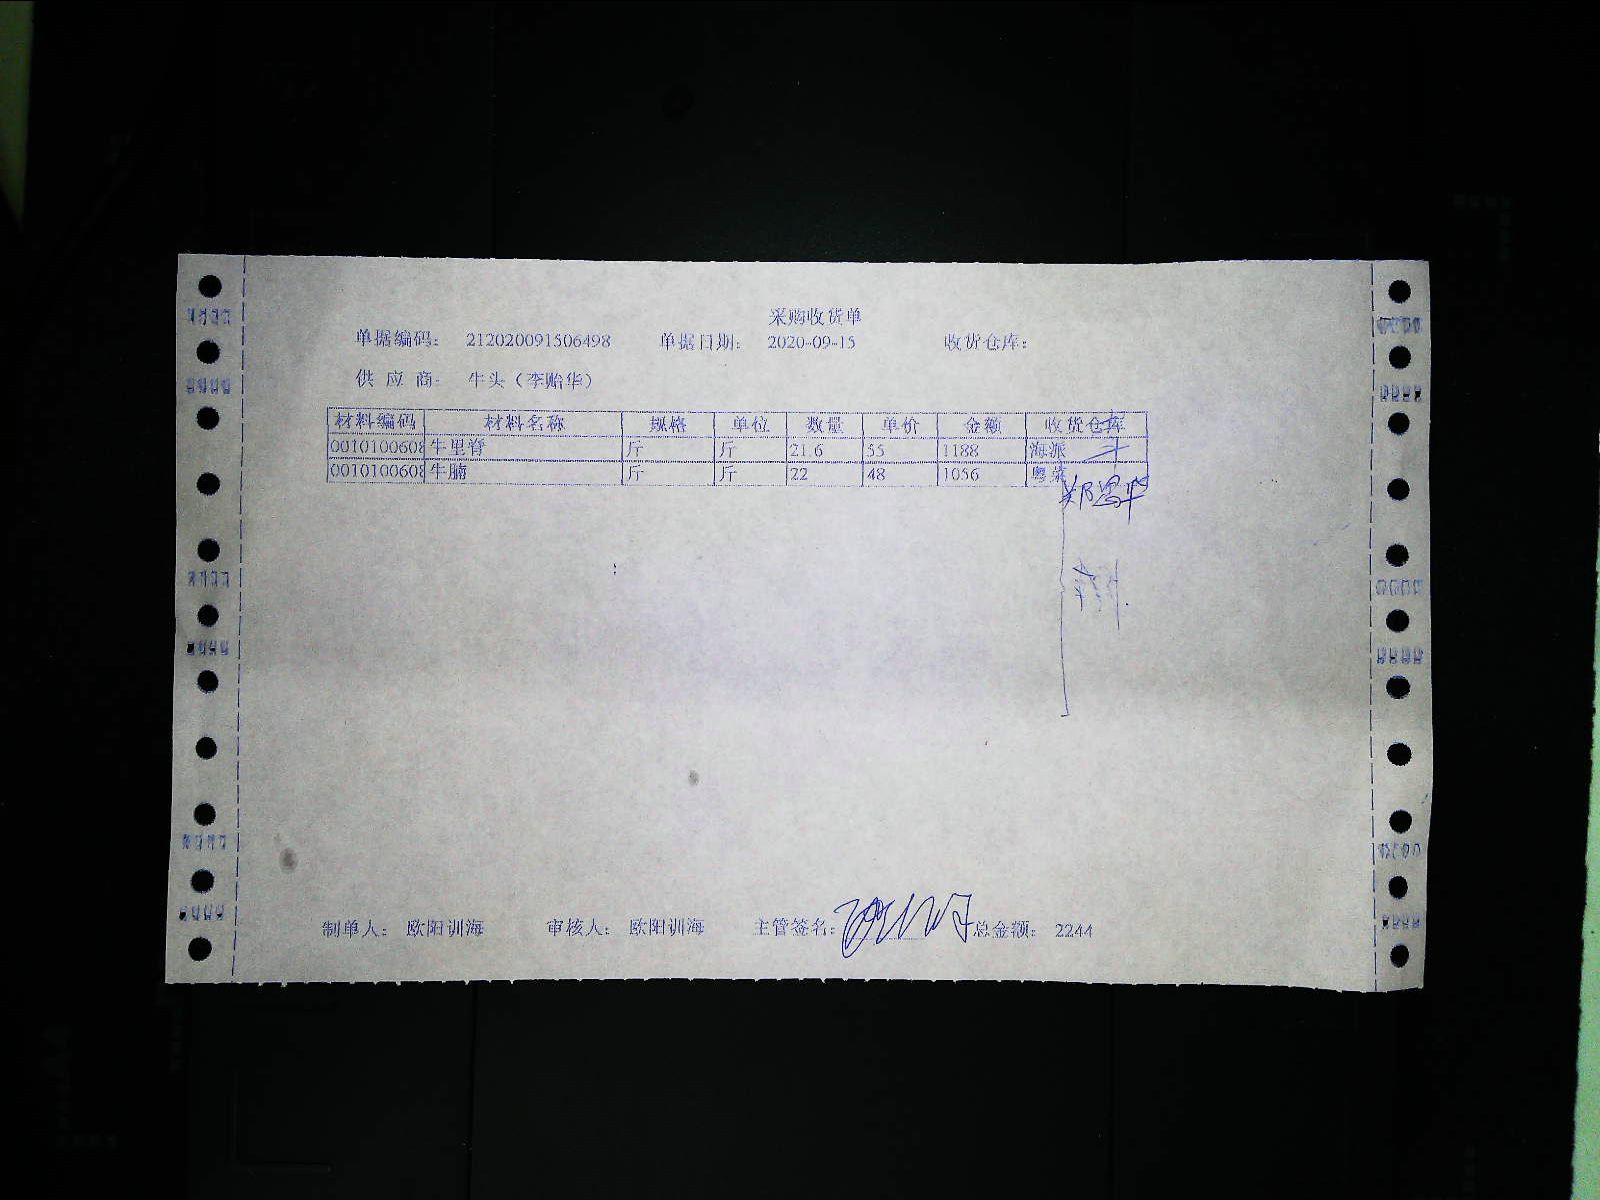 采购收货单
单据编码： 212020091506498 单据日期： 2020-09-15 收货仓库：
供 应 商： 牛头（李贻华）
材料编码 材料名称 规格 单位 数量 单价 金额 收货仓库
0010100608 牛里脊 斤 斤 21.6 55 1188 海派
0010100608 牛腩 斤 斤 22 48 1056 粤菜
制单人： 欧阳训海 审核人： 欧阳训海 主管签名： 总金额： 2244